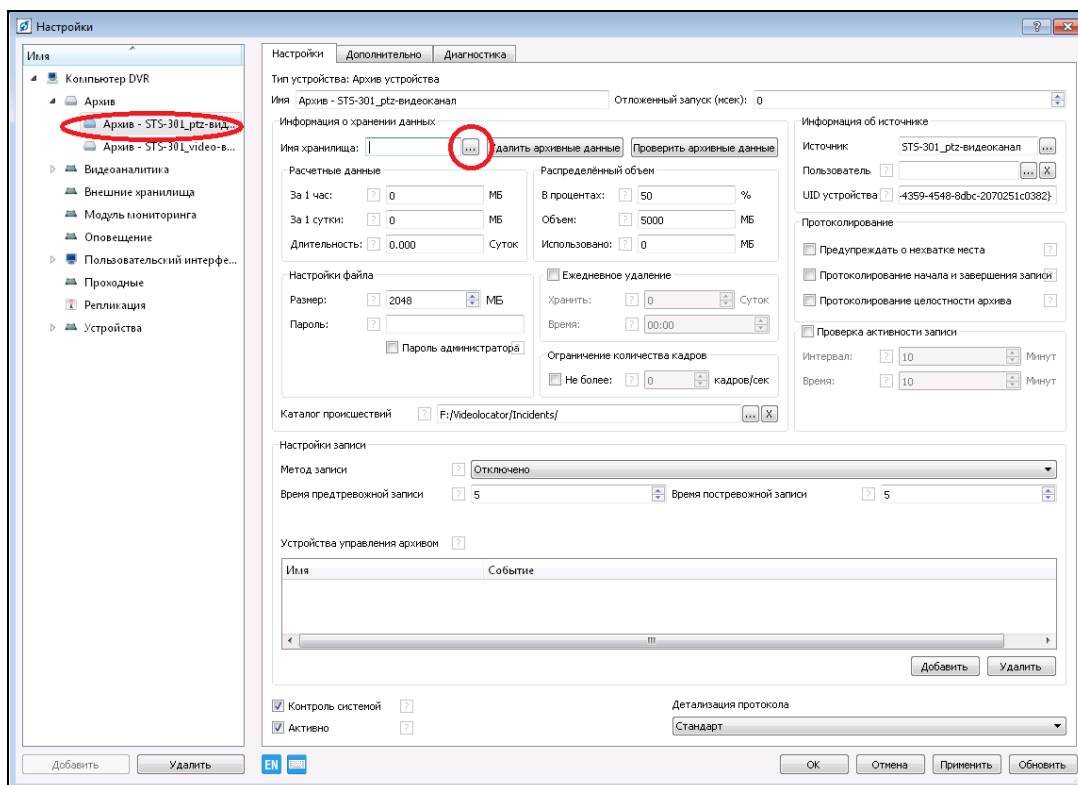 Настройки
Имя
Компьютер DVR
Архив
Архив - STS-301_ptz-вид...
Архив - STS-301_video-в...
Видеоаналитика
Внешние хранилища
Модуль мониторинга
Оповещение
Пользовательский интерфе...
Проходные
Репликация
Устройства
Добавить Удалить
Настройки Дополнительно Диагностика
Тип устройства: Архив устройства
Имя Архив - STS-301_ptz-видеоканал Отложенный запуск (мсек): 0
Информация о хранении данных
Имя хранилища: ... Удалить архивные данные Проверить архивные данные
Расчетные данные
За 1 час: ? 0 МБ
За 1 сутки: ? 0 МБ
Длительность: ? 0.000 Суток
Распределённый объем
В процентах: ? 50 %
Объем: ? 5000 МБ
Использовано: ? 0 МБ
Настройки файла
Размер: ? 2048 МБ
Пароль: ?
Пароль администратора ?
Ежедневное удаление
Хранить: ? 0 Суток
Время: ? 00:00
Ограничение количества кадров
Не более: ? 0 кадров/сек
Каталог происшествий ? F:/Videolocator/Incidents/ ... X
Информация об источнике
Источник STS-301_ptz-видеоканал ...
Пользователь ? ... X
UID устройства ? -4359-4548-8dbc-2070251c0382}
Протоколирование
Предупреждать о нехватке места ?
Протоколирование начала и завершения записи
Протоколирование целостности архива ?
Проверка активности записи
Интервал: ? 10 Минут
Время: ? 10 Минут
Настройки записи
Метод записи ? Отключено
Время предтревожной записи ? 5 Время постревожной записи ? 5
Устройства управления архивом ?
Имя Событие
Добавить Удалить
Контроль системой ?
Активно ?
Детализация протокола
Стандарт
EN OK Отмена Применить Обновить